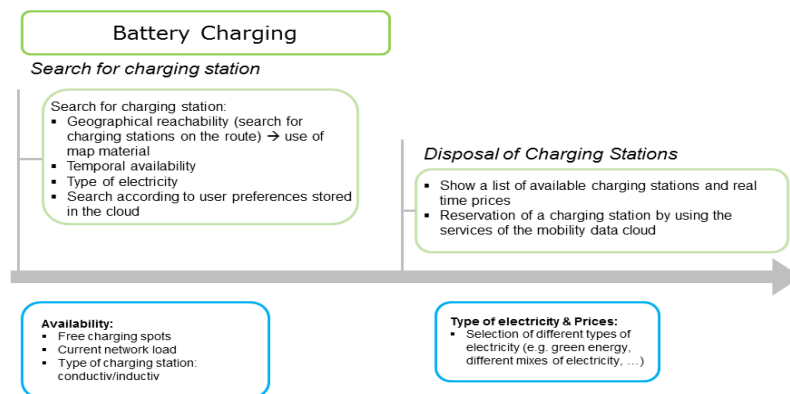 Battery Charging
Search for charging station
Search for charging station:
▪ Geographical reachability (search for
charging stations on the route) → use of
map material
▪ Temporal availability
▪ Type of electricity
▪ Search according to user preferences stored
in the cloud
Disposal of Charging Stations
▪ Show a list of available charging stations and real
time prices
▪ Reservation of a charging station by using the
services of the mobility data cloud
Availability:
▪ Free charging spots
▪ Current network load
▪ Type of charging station:
conductiv/inductiv
Type of electricity & Prices:
▪ Selection of different types of
electricity (e.g. green energy,
different mixes of electricity, ...)